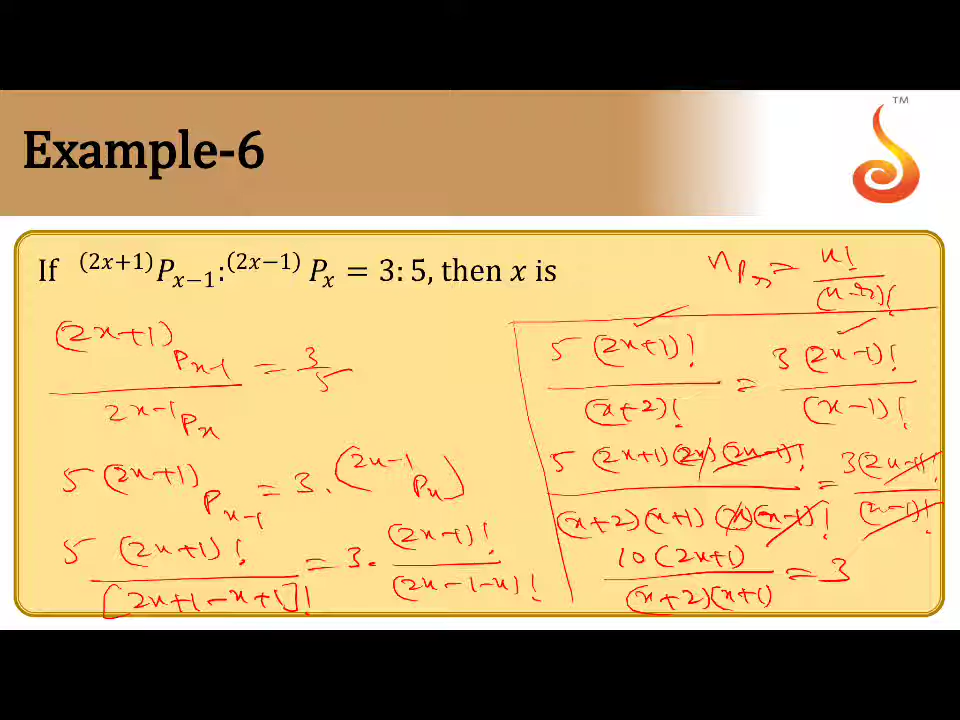 ™
Example-6
If ⁽²ˣ⁺¹⁾Pₓ₋₁:⁽²ˣ⁻¹⁾ Pₓ = 3: 5, then x is
ⁿPᵣ = n! / (n-r)!
(2x+1)Pₓ₋₁ / 2x-1Pₓ = 3/5
5 (2x+1)Pₓ₋₁ = 3. (2x-1Pₓ)
5 (2x+1)! / [2x+1-x+1]! = 3. (2x-1)! / (2x-1-x)!
5 (2x+1)! / (x+2)! = 3 (2x-1)! / (x-1)!
5 (2x+1)(2x)(2x-1)! / (x+2)(x+1)(x)(x-1)! = 3(2x-1)! / (x-1)!
10 (2x+1) / (x+2)(x+1) = 3